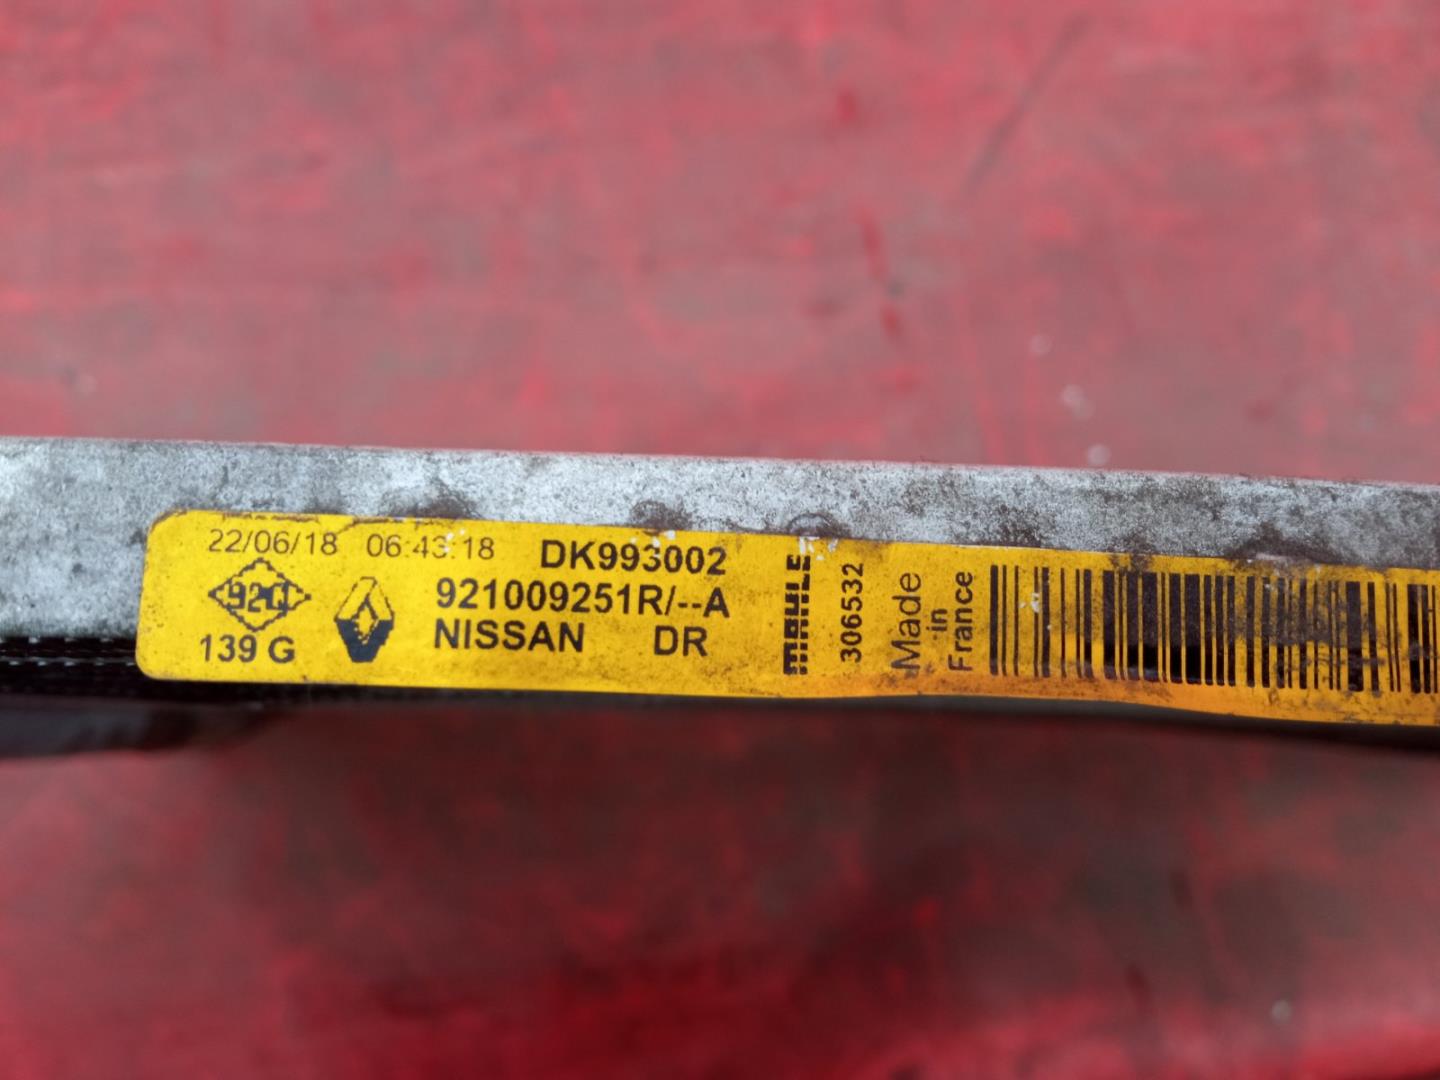 22/06/18 06:43:18 DK993002
921009251R/--A
139 G NISSAN DR
MAHLE
306532
Made
in
France